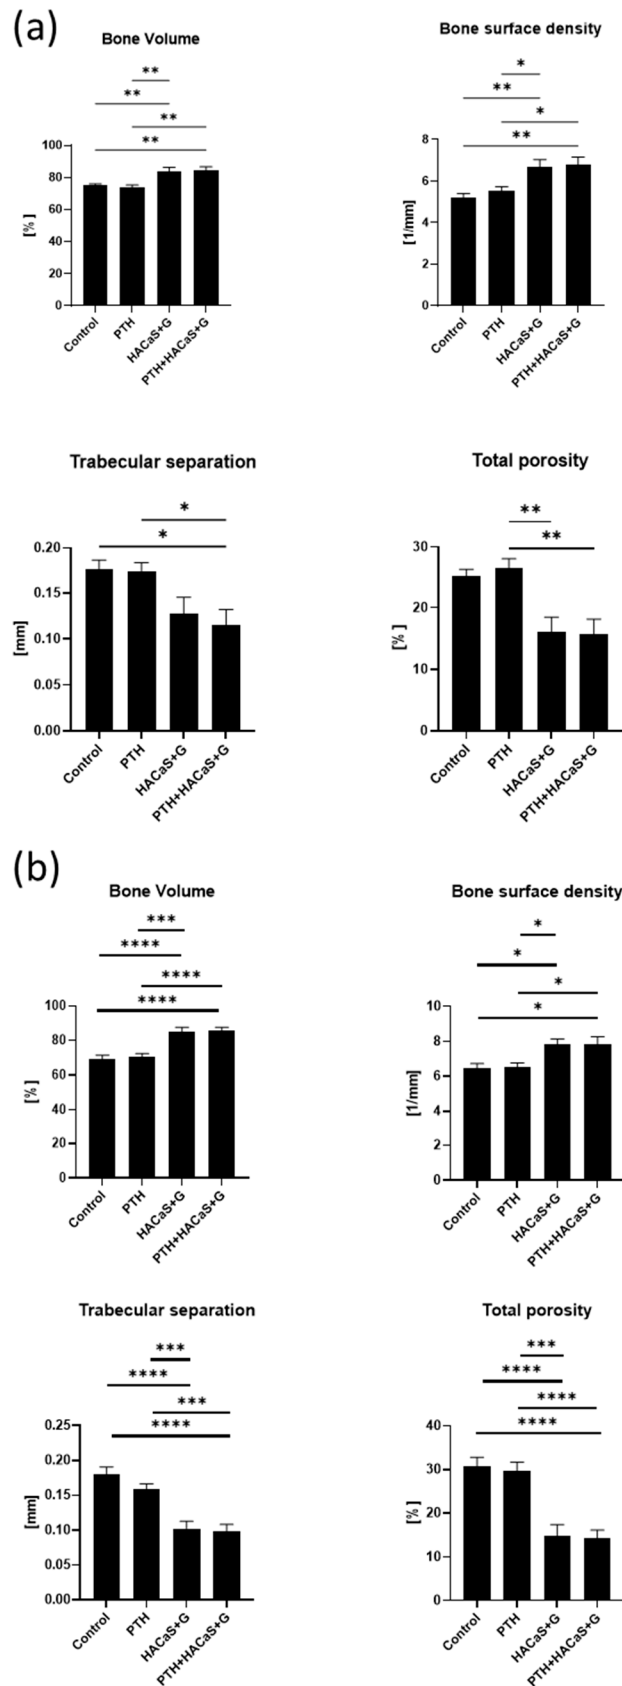 (a)
Bone Volume
**
**
**
**
100
80
60
40
20
0
[% ]
Control
PTH
HACaS+G
PTH+HACaS+G
Bone surface density
*
**
*
**
8
6
4
2
0
[1/mm]
Control
PTH
HACaS+G
PTH+HACaS+G
Trabecular separation
*
*
0.20
0.15
0.10
0.05
0.00
[mm]
Control
PTH
HACaS+G
PTH+HACaS+G
Total porosity
**
**
30
20
10
0
[% ]
Control
PTH
HACaS+G
PTH+HACaS+G
(b)
Bone Volume
***
****
****
****
100
80
60
40
20
0
[% ]
Control
PTH
HACaS+G
PTH+HACaS+G
Bone surface density
*
*
*
*
10
8
6
4
2
0
[1/mm]
Control
PTH
HACaS+G
PTH+HACaS+G
Trabecular separation
***
****
***
****
0.25
0.20
0.15
0.10
0.05
0.00
[mm]
Control
PTH
HACaS+G
PTH+HACaS+G
Total porosity
***
****
****
****
40
30
20
10
0
[% ]
Control
PTH
HACaS+G
PTH+HACaS+G